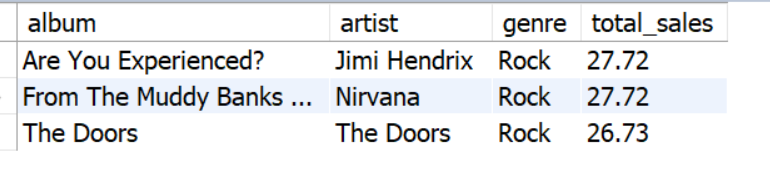 album artist genre total_sales
Are You Experienced? Jimi Hendrix Rock 27.72
From The Muddy Banks ... Nirvana Rock 27.72
The Doors The Doors Rock 26.73